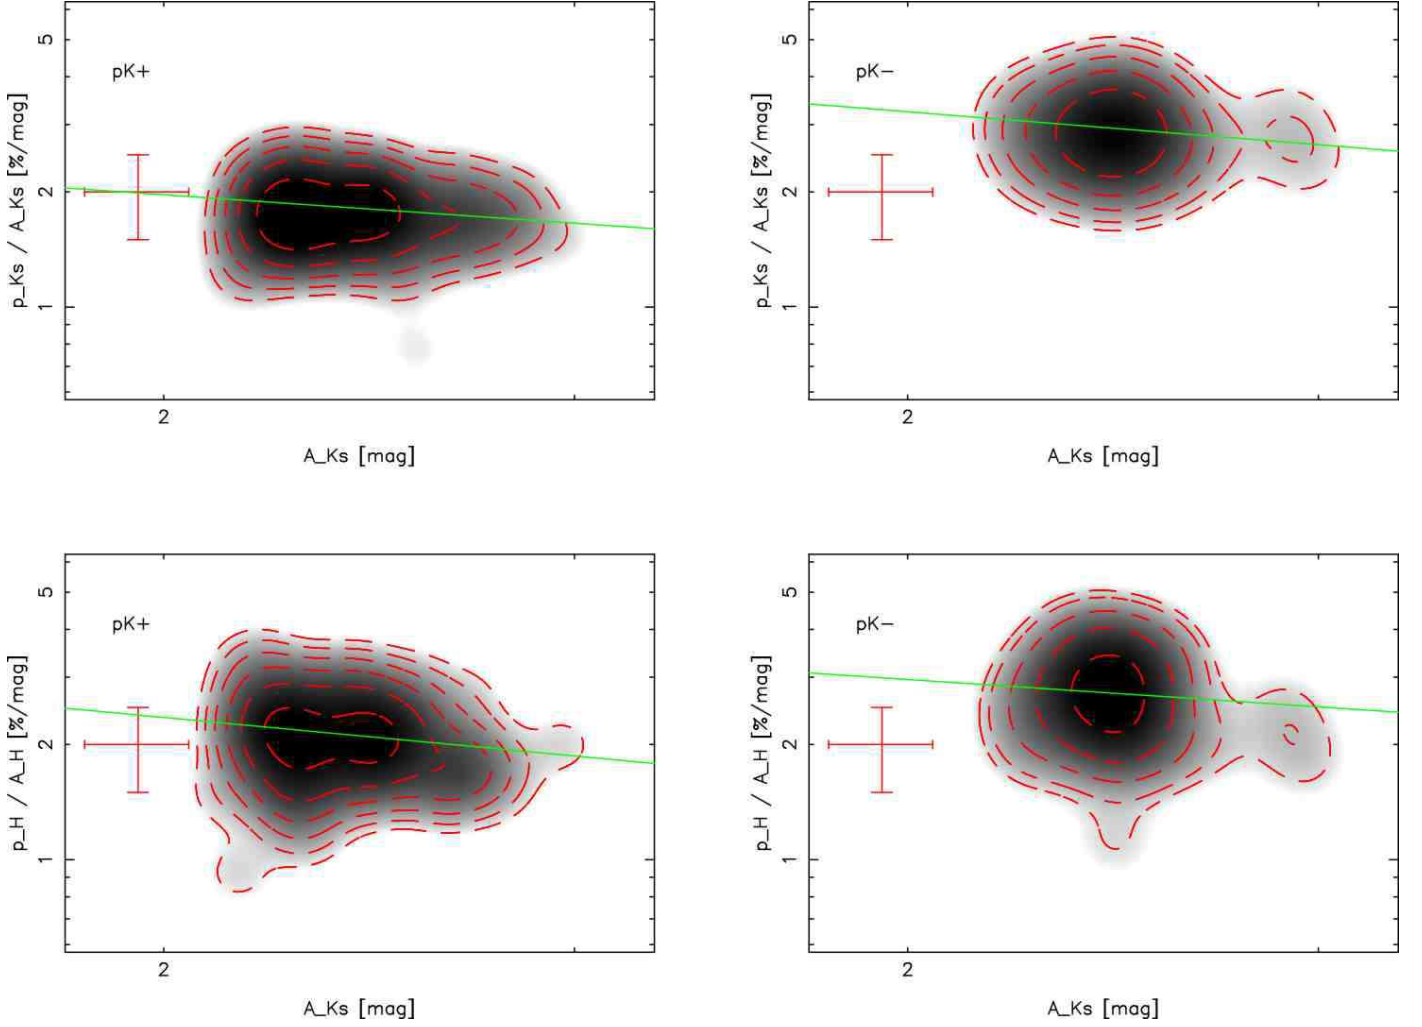 5
2
1
p_Ks / A_Ks [%/mag]
pK+
2
A_Ks [mag]
5
2
1
p_Ks / A_Ks [%/mag]
pK-
2
A_Ks [mag]
5
2
1
p_H / A_H [%/mag]
pK+
2
A_Ks [mag]
5
2
1
p_H / A_H [%/mag]
pK-
2
A_Ks [mag]